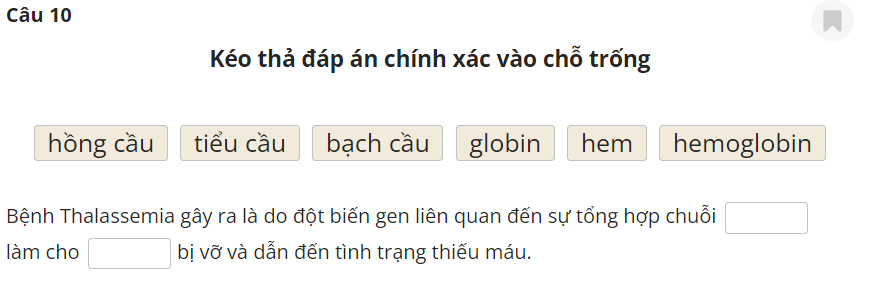 Câu 10
Kéo thả đáp án chính xác vào chỗ trống
hồng cầu tiểu cầu bạch cầu globin hem hemoglobin
Bệnh Thalassemia gây ra là do đột biến gen liên quan đến sự tổng hợp chuỗi
làm cho bị vỡ và dẫn đến tình trạng thiếu máu.